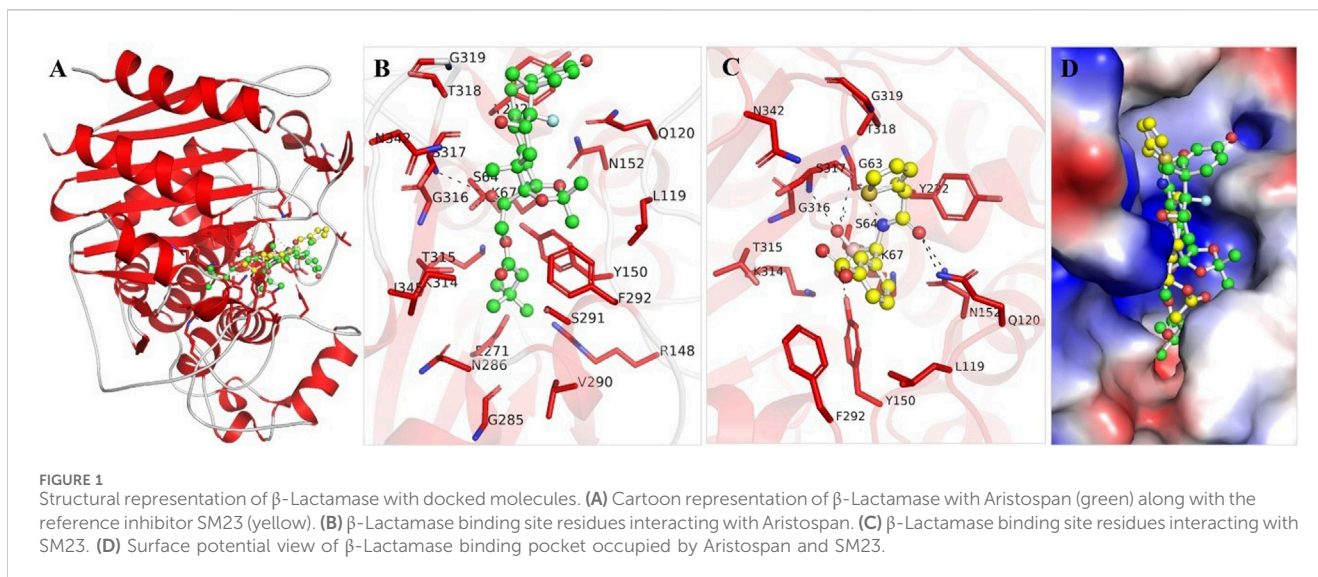 A
B
G319
T318
Q120
N342
S317
N152
S64
K67
G316
L119
T315
K314
Y150
F292
S291
R148
N286
V290
G285
C
G319
N342
T318
S317
G63
Y222
G316
S64
T315
K67
K314
N152
Q120
L119
Y150
F292
D
FIGURE 1
Structural representation of β-Lactamase with docked molecules. (A) Cartoon representation of β-Lactamase with Aristospan (green) along with the
reference inhibitor SM23 (yellow). (B) β-Lactamase binding site residues interacting with Aristospan. (C) β-Lactamase binding site residues interacting with
SM23. (D) Surface potential view of β-Lactamase binding pocket occupied by Aristospan and SM23.